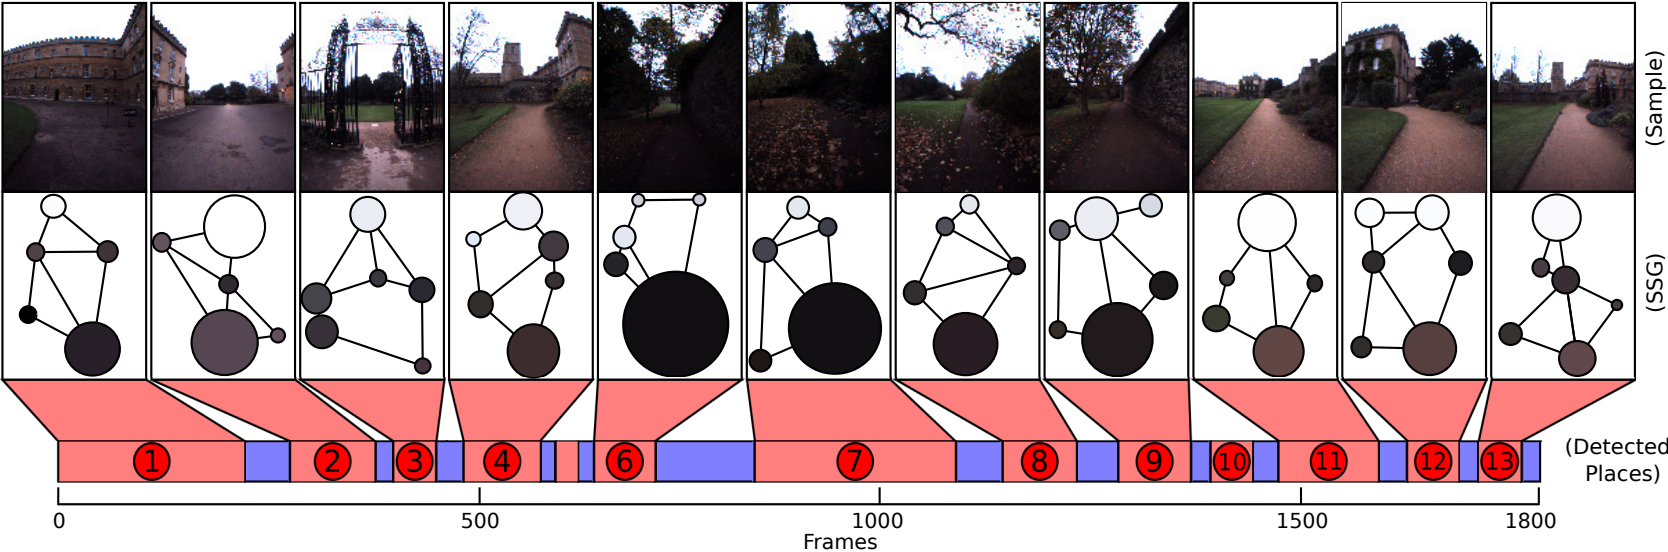 (Sample)
(SSG)
1 2 3 4 6 7 8 9 10 11 12 13
(Detected
Places)
0 500 1000 1500 1800
Frames